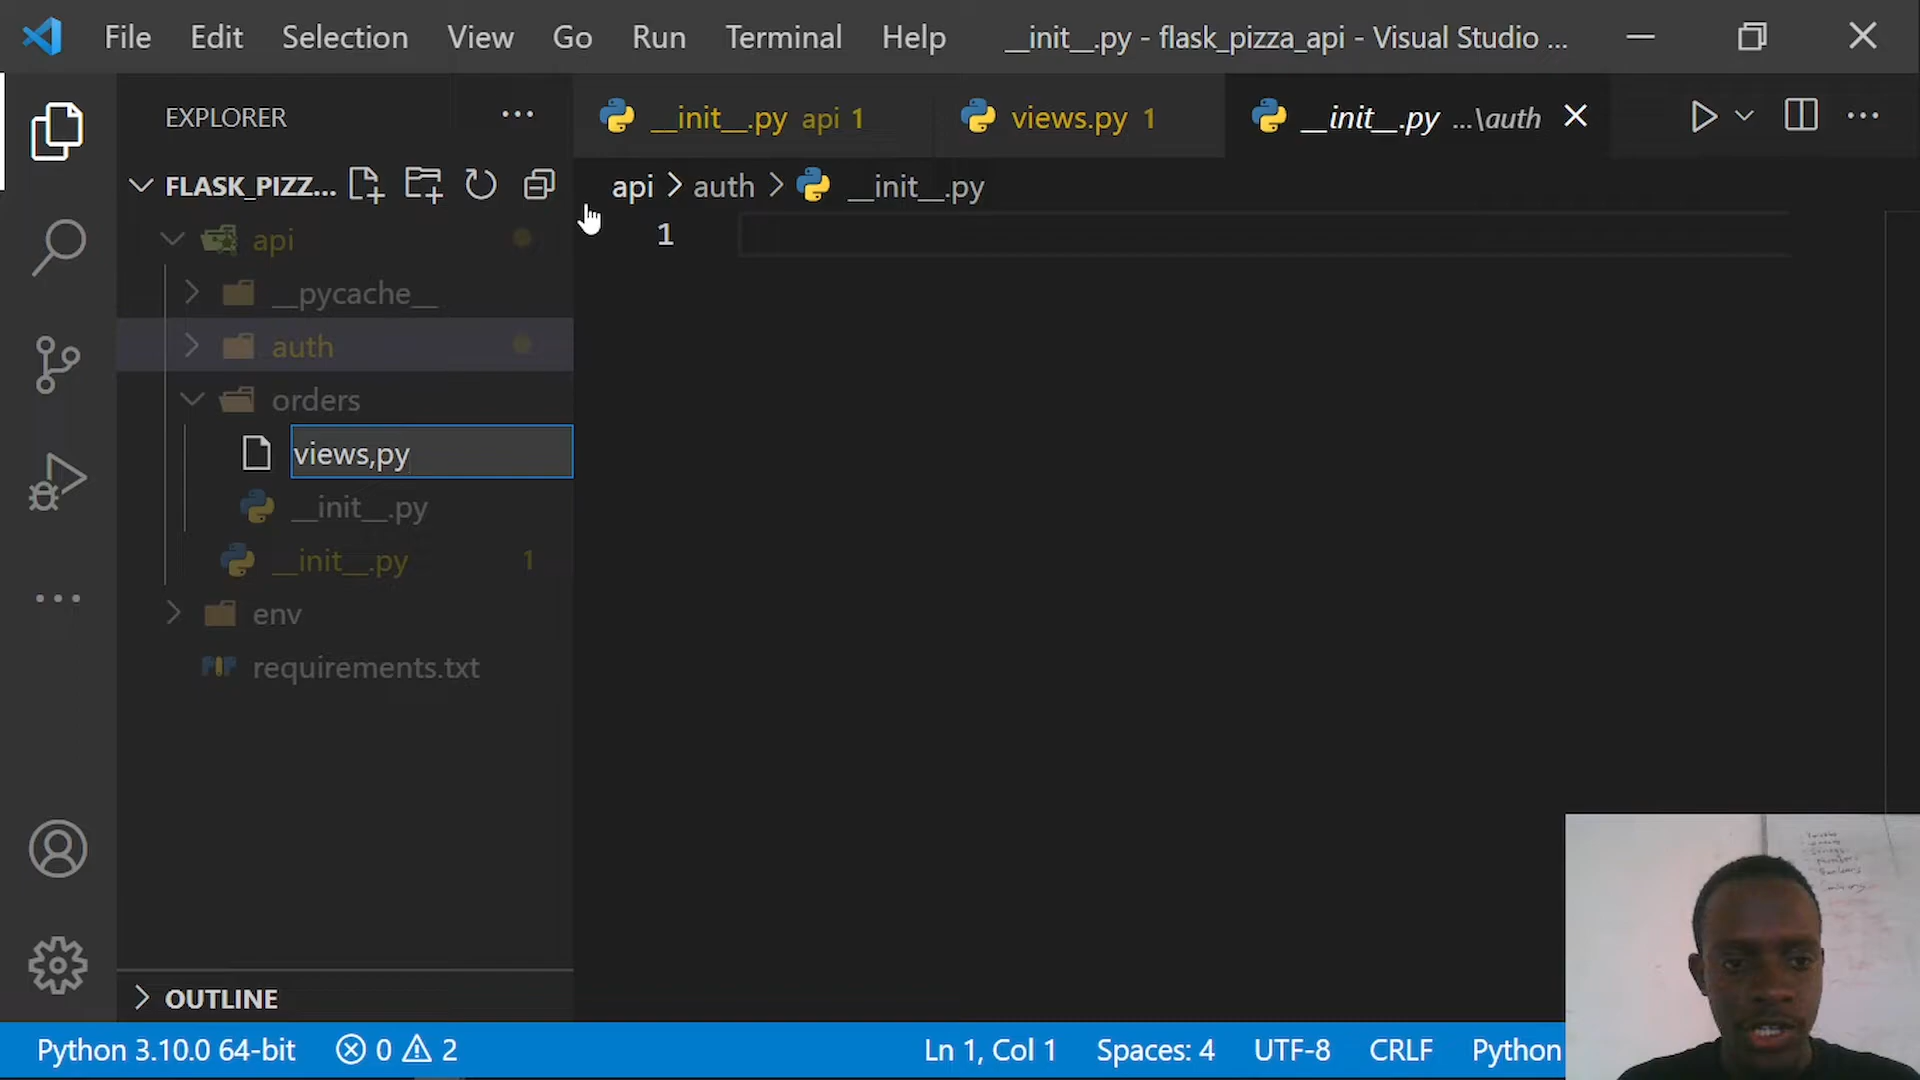 File Edit Selection View Go Run Terminal Help __init__.py - flask_pizza_api - Visual Studio ...
EXPLORER
__init__.py api 1 views.py 1 __init__.py ...\auth
FLASK_PIZZ...
api > auth > __init__.py
1
api
__pycache__
auth
orders
views,py
__init__.py
__init__.py 1
env
requirements.txt
OUTLINE
Python 3.10.0 64-bit 0 2 Ln 1, Col 1 Spaces: 4 UTF-8 CRLF Python